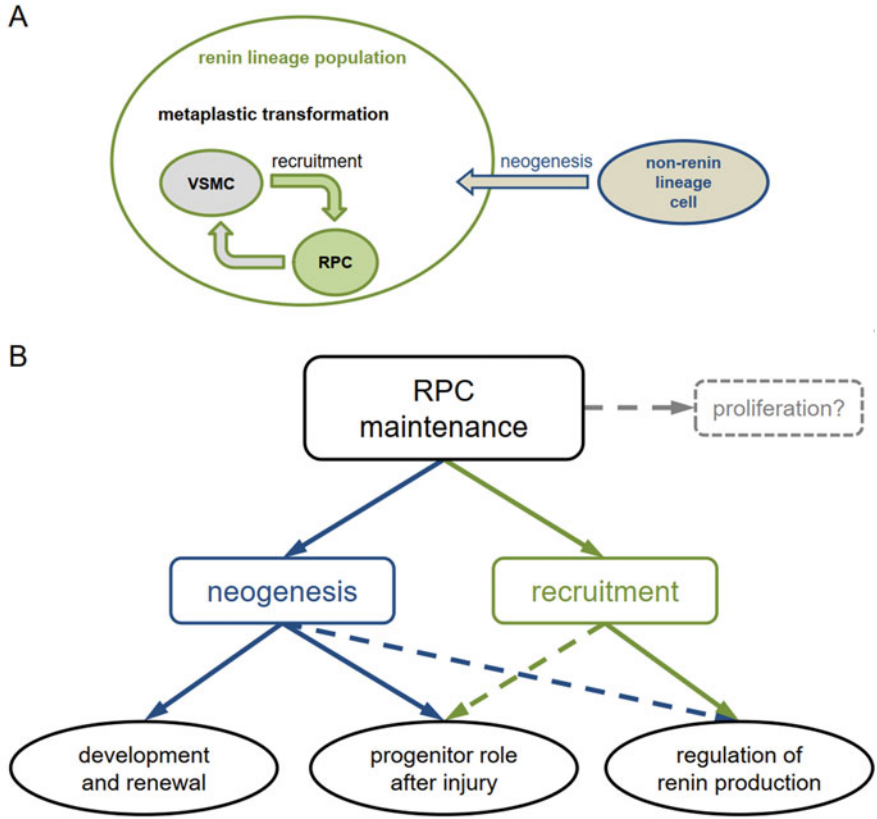 A
renin lineage population
metaplastic transformation
recruitment
VSMC
RPC
neogenesis
non-renin
lineage
cell
B
RPC
maintenance
proliferation?
neogenesis
recruitment
development
and renewal
progenitor role
after injury
regulation of
renin production